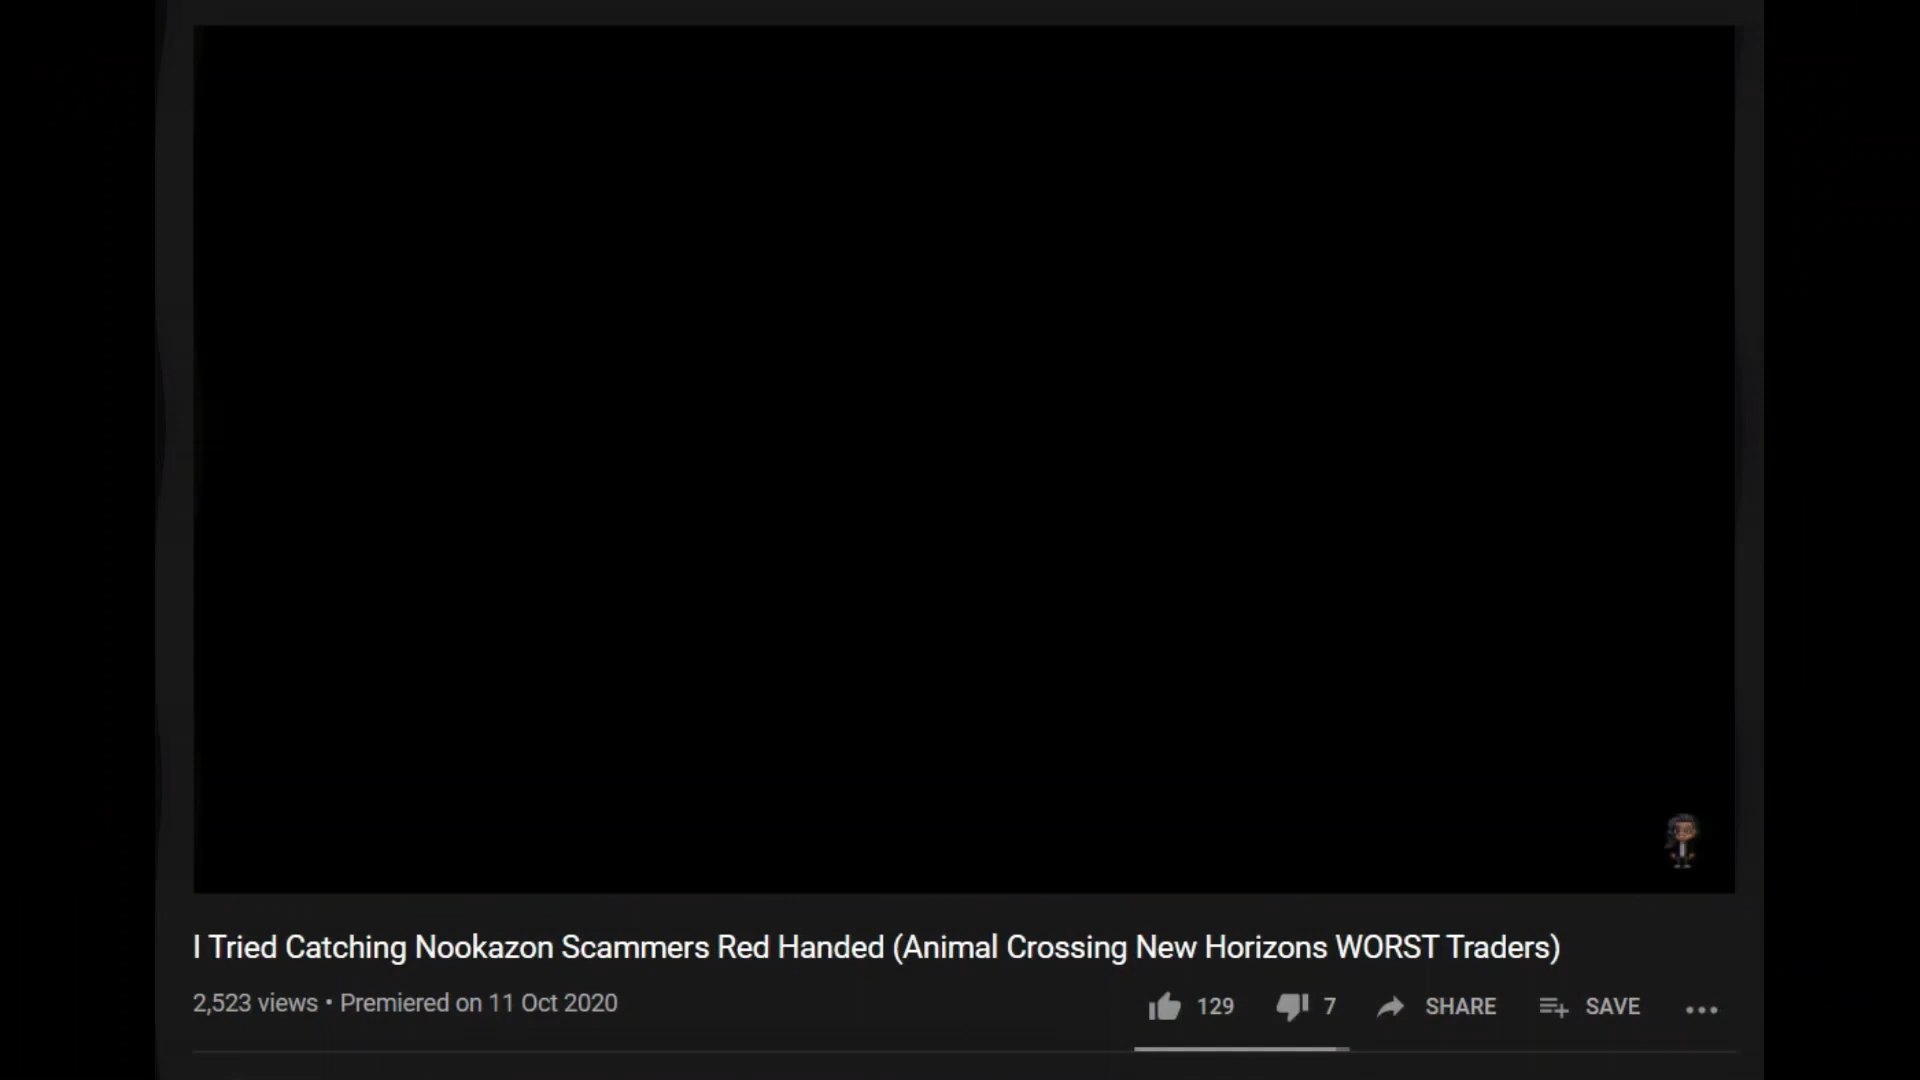 I Tried Catching Nookazon Scammers Red Handed (Animal Crossing New Horizons WORST Traders)
2,523 views • Premiered on 11 Oct 2020
129 7 SHARE SAVE